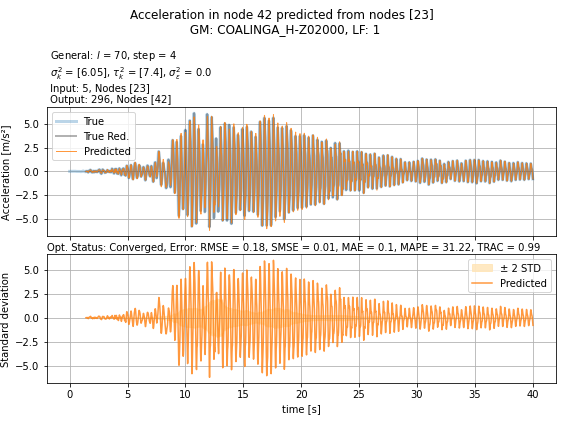 Acceleration in node 42 predicted from nodes [23]
GM: COALINGA_H-Z02000, LF: 1
General: l = 70, step = 4
σ²ₖ = [6.05], τ²ₖ = [7.4], σ²ₜ = 0.0
Input: 5, Nodes [23]
Output: 296, Nodes [42]
Acceleration [m/s²]
5.0
2.5
0.0
−2.5
−5.0
True
True Red.
Predicted
Opt. Status: Converged, Error: RMSE = 0.18, SMSE = 0.01, MAE = 0.1, MAPE = 31.22, TRAC = 0.99
Standard deviation
5.0
2.5
0.0
−2.5
−5.0
± 2 STD
Predicted
0 5 10 15 20 25 30 35 40
time [s]